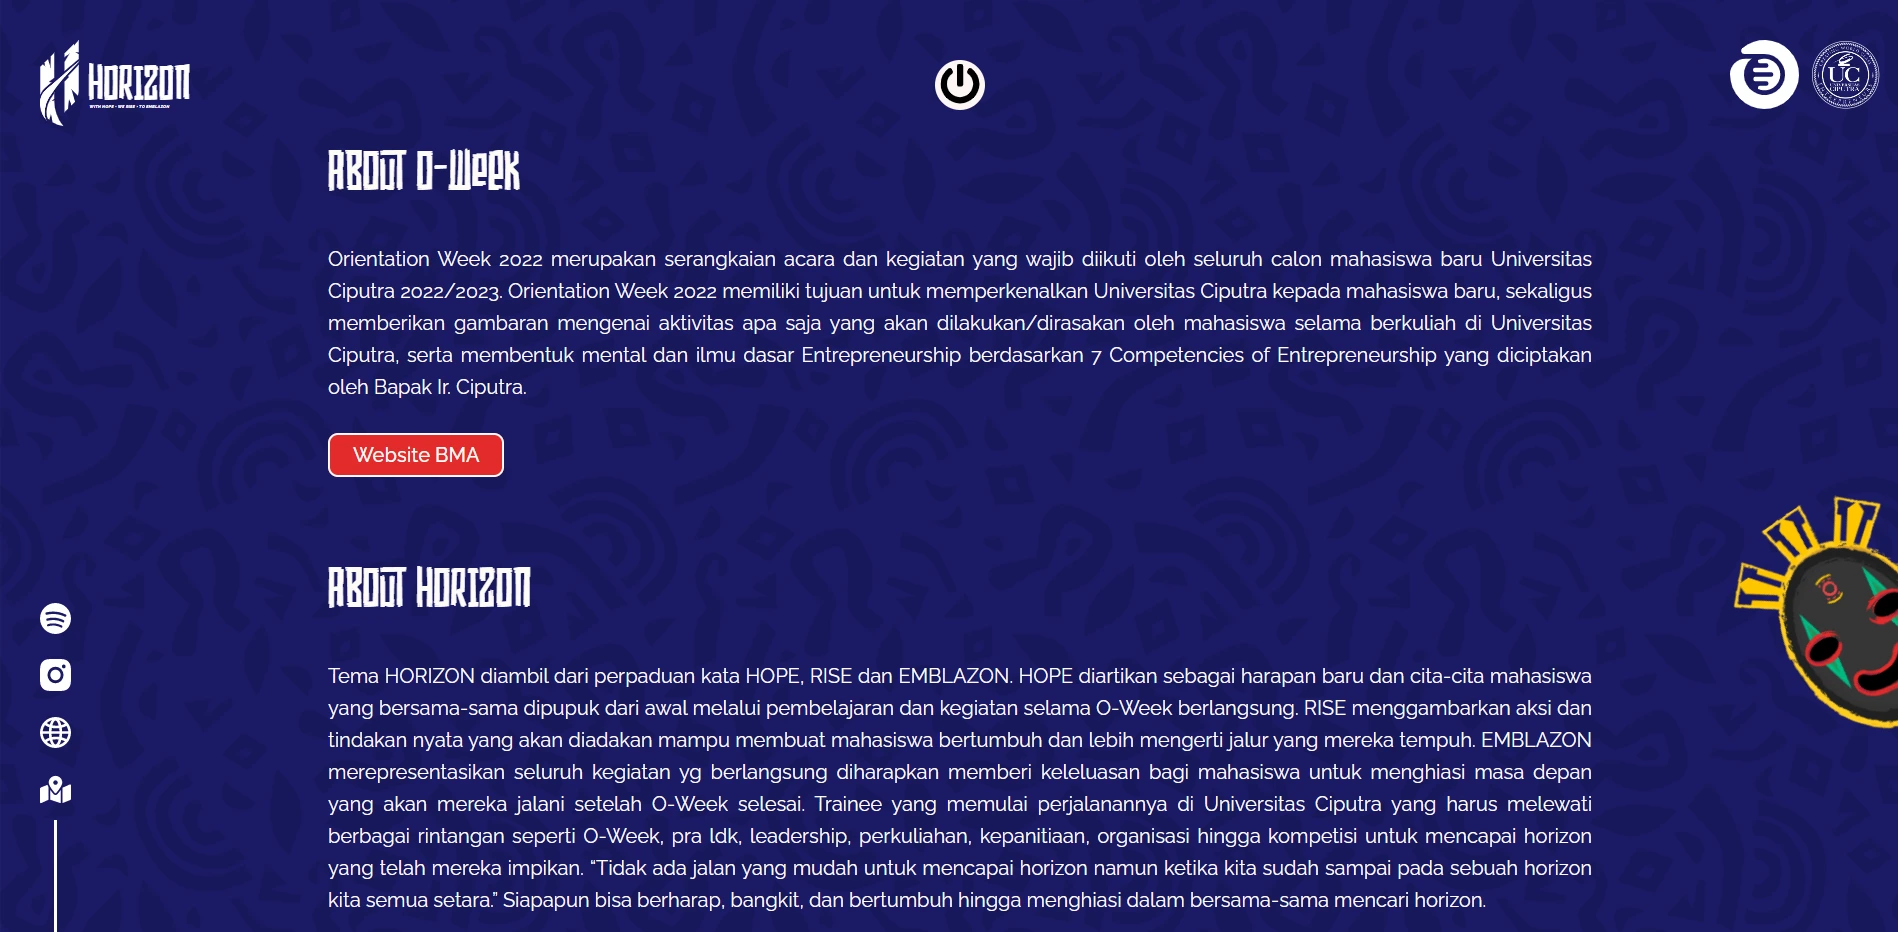 HORIZON
WITH HOPE • WE RISE • TO EMBLAZON
UC
UNIVERSITAS
CIPUTRA
ABOUT O-Week
Orientation Week 2022 merupakan serangkaian acara dan kegiatan yang wajib diikuti oleh seluruh calon mahasiswa baru Universitas
Ciputra 2022/2023. Orientation Week 2022 memiliki tujuan untuk memperkenalkan Universitas Ciputra kepada mahasiswa baru, sekaligus
memberikan gambaran mengenai aktivitas apa saja yang akan dilakukan/dirasakan oleh mahasiswa selama berkuliah di Universitas
Ciputra, serta membentuk mental dan ilmu dasar Entrepreneurship berdasarkan 7 Competencies of Entrepreneurship yang diciptakan
oleh Bapak Ir. Ciputra.
Website BMA
ABOUT HORIZON
Tema HORIZON diambil dari perpaduan kata HOPE, RISE dan EMBLAZON. HOPE diartikan sebagai harapan baru dan cita-cita mahasiswa
yang bersama-sama dipupuk dari awal melalui pembelajaran dan kegiatan selama O-Week berlangsung. RISE menggambarkan aksi dan
tindakan nyata yang akan diadakan mampu membuat mahasiswa bertumbuh dan lebih mengerti jalur yang mereka tempuh. EMBLAZON
merepresentasikan seluruh kegiatan yg berlangsung diharapkan memberi keleluasan bagi mahasiswa untuk menghiasi masa depan
yang akan mereka jalani setelah O-Week selesai. Trainee yang memulai perjalanannya di Universitas Ciputra yang harus melewati
berbagai rintangan seperti O-Week, pra ldk, leadership, perkuliahan, kepanitiaan, organisasi hingga kompetisi untuk mencapai horizon
yang telah mereka impikan. “Tidak ada jalan yang mudah untuk mencapai horizon namun ketika kita sudah sampai pada sebuah horizon
kita semua setara.” Siapapun bisa berharap, bangkit, dan bertumbuh hingga menghiasi dalam bersama-sama mencari horizon.